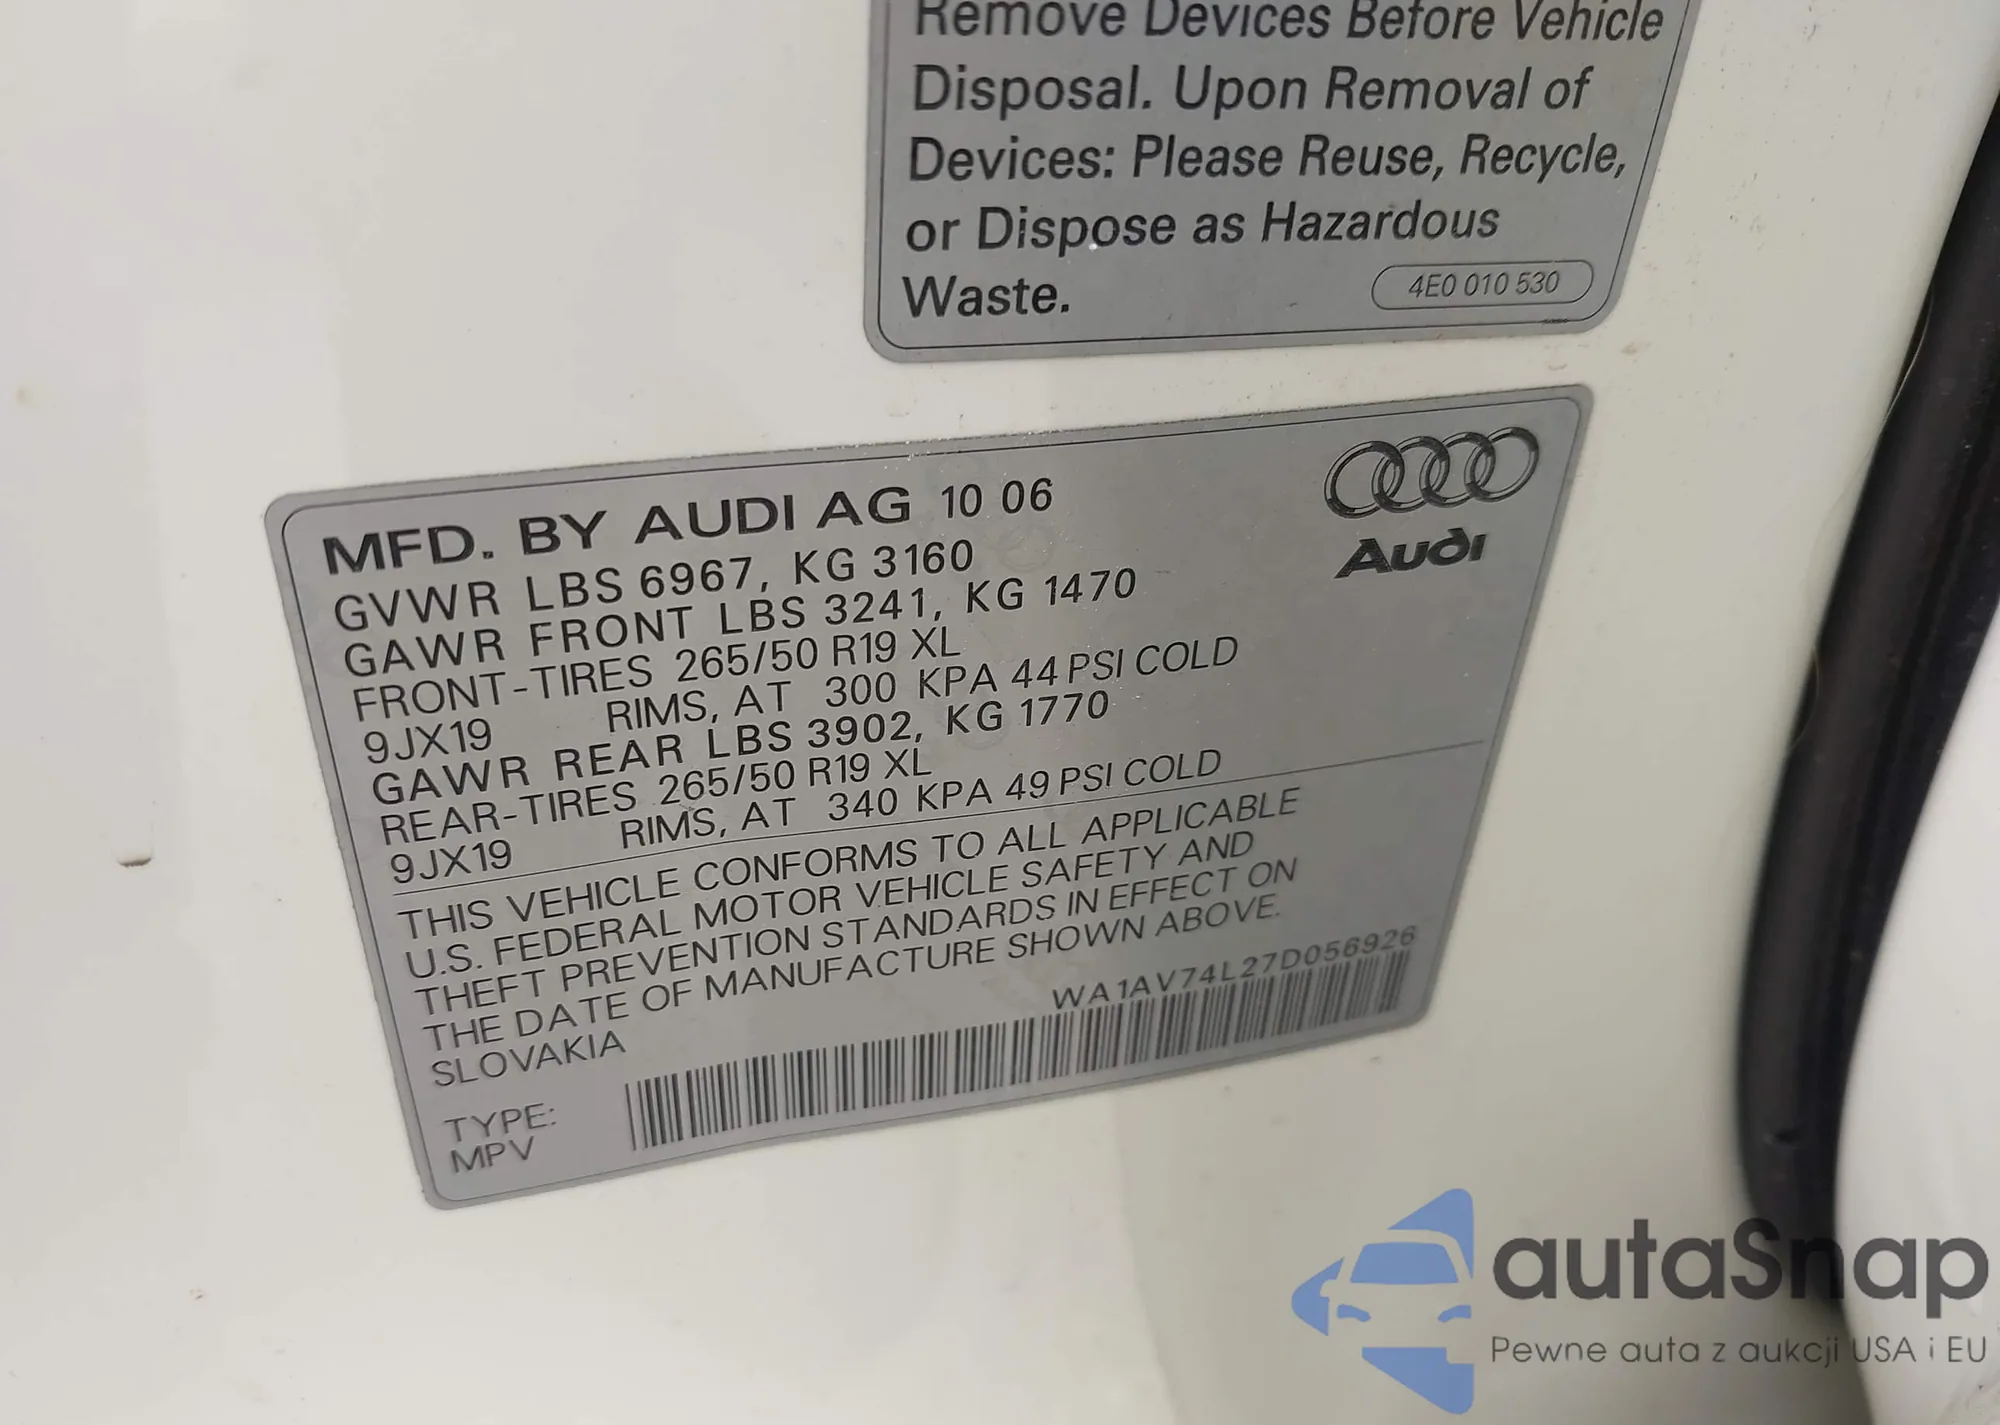 Remove Devices Before Vehicle
Disposal. Upon Removal of
Devices: Please Reuse, Recycle,
or Dispose as Hazardous
Waste.
4E0 010 530
MFD. BY AUDI AG 10 06
Audi
GVWR LBS 6967, KG 3160
GAWR FRONT LBS 3241, KG 1470
FRONT-TIRES 265/50 R19 XL
9JX19 RIMS, AT 300 KPA 44 PSI COLD
GAWR REAR LBS 3902, KG 1770
REAR-TIRES 265/50 R19 XL
9JX19 RIMS, AT 340 KPA 49 PSI COLD
THIS VEHICLE CONFORMS TO ALL APPLICABLE
U.S. FEDERAL MOTOR VEHICLE SAFETY AND
THEFT PREVENTION STANDARDS IN EFFECT ON
THE DATE OF MANUFACTURE SHOWN ABOVE.
SLOVAKIA
WA1AV74L27D056926
TYPE:
MPV
autaSnap
Pewne auta z aukcji USA i EU